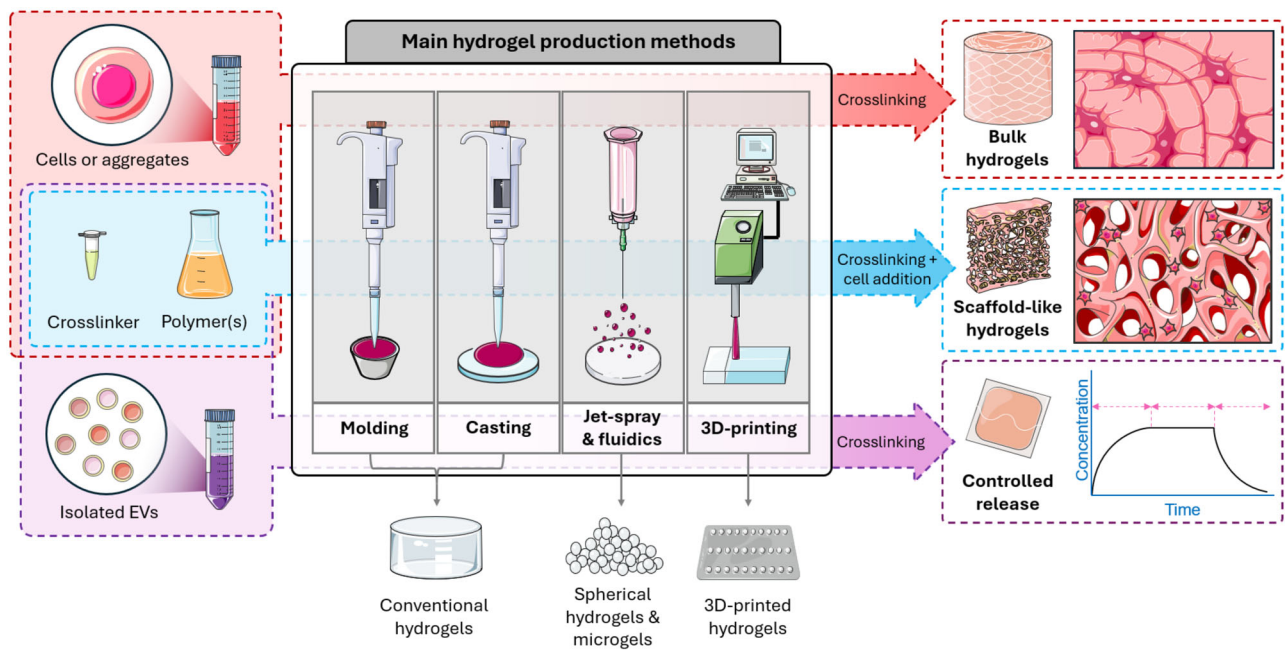 Main hydrogel production methods
Cells or aggregates
Crosslinker
Polymer(s)
Isolated EVs
Molding
Casting
Jet-spray
& fluidics
3D-printing
Conventional
hydrogels
Spherical
hydrogels &
microgels
3D-printed
hydrogels
Crosslinking
Bulk
hydrogels
Crosslinking +
cell addition
Scaffold-like
hydrogels
Crosslinking
Controlled
release
Concentration
Time